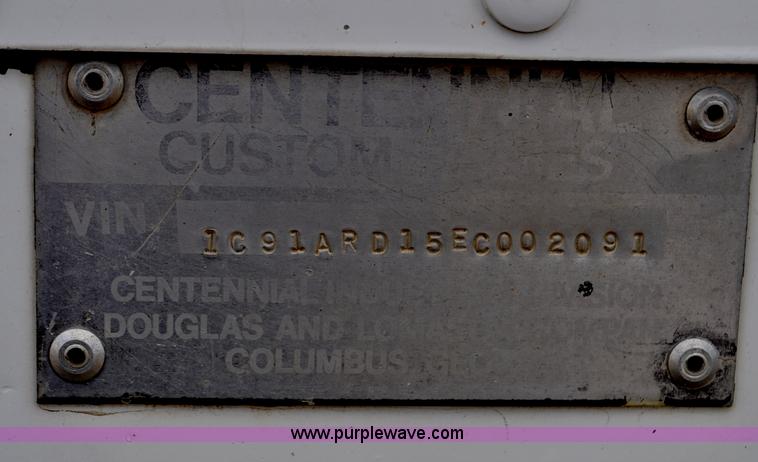 CENTENNIAL
CUSTOM
VIN
1C91ARD15EC002091
CENTENNIAL
DOUGLAS AND
COLUMBUS,
www.purplewave.com